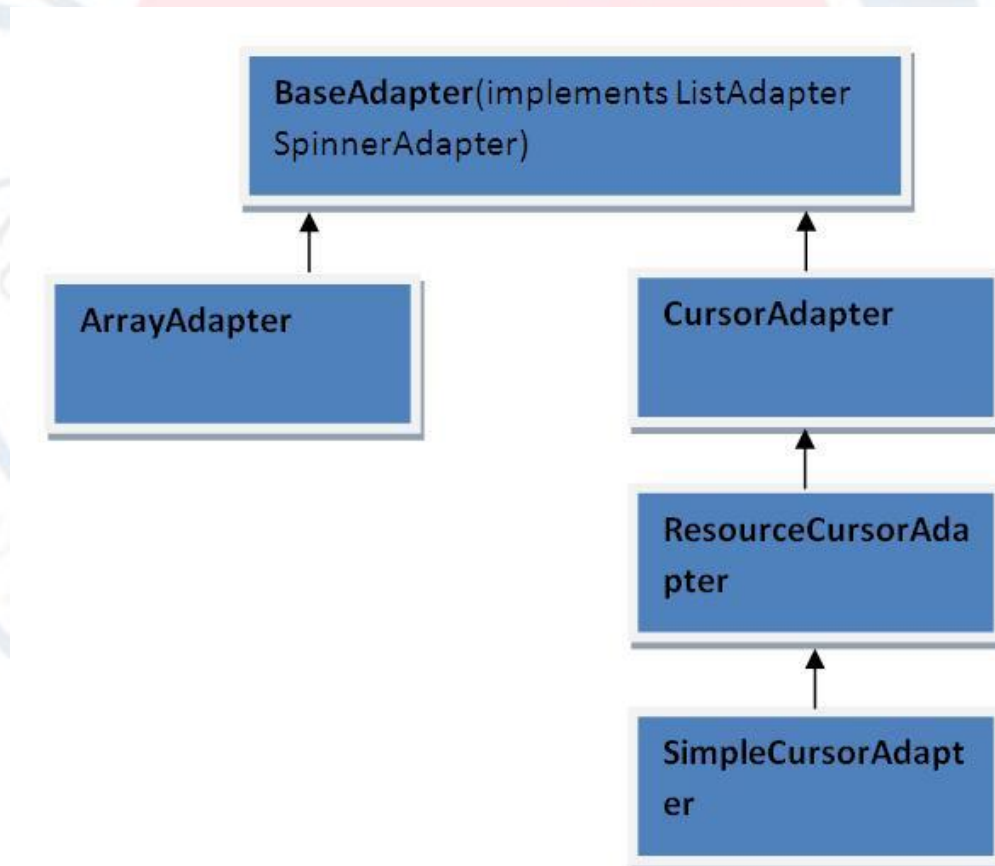 BaseAdapter(implements ListAdapter
SpinnerAdapter)
ArrayAdapter
CursorAdapter
ResourceCursorAda
pter
SimpleCursorAdapt
er